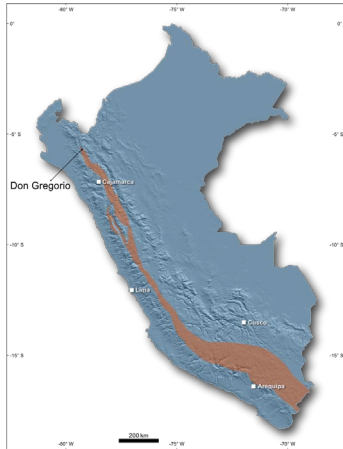 -80° W
-75° W
-70° W
0°
0°
-5° S
-5° S
Don Gregorio
Cajamarca
-10° S
-10° S
Lima
Cusco
-15° S
-15° S
Arequipa
200 km
-80° W
-75° W
-70° W